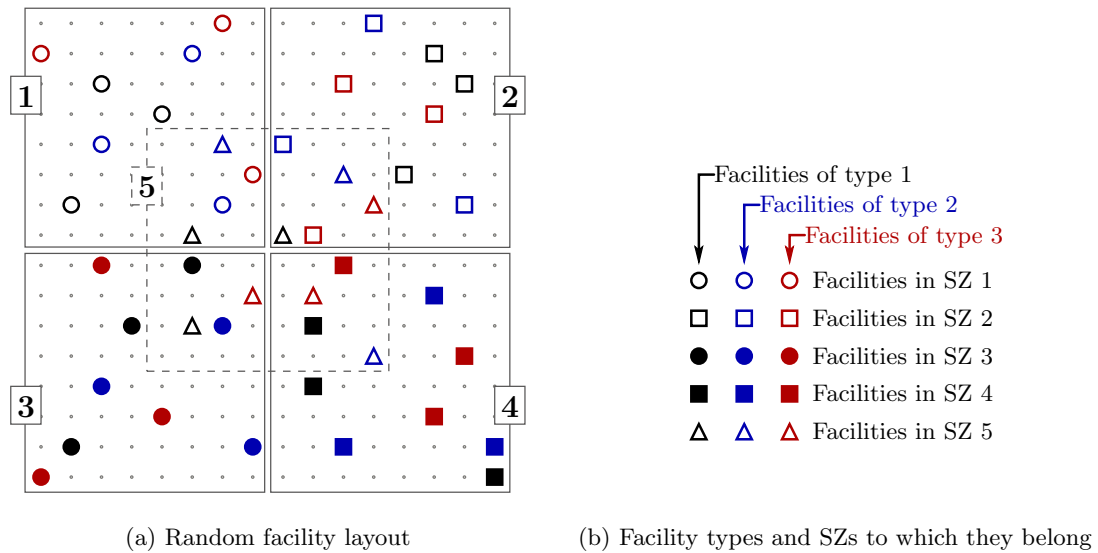 1
2
5
3
4
Facilities of type 1
Facilities of type 2
Facilities of type 3
Facilities in SZ 1
Facilities in SZ 2
Facilities in SZ 3
Facilities in SZ 4
Facilities in SZ 5
(a) Random facility layout
(b) Facility types and SZs to which they belong